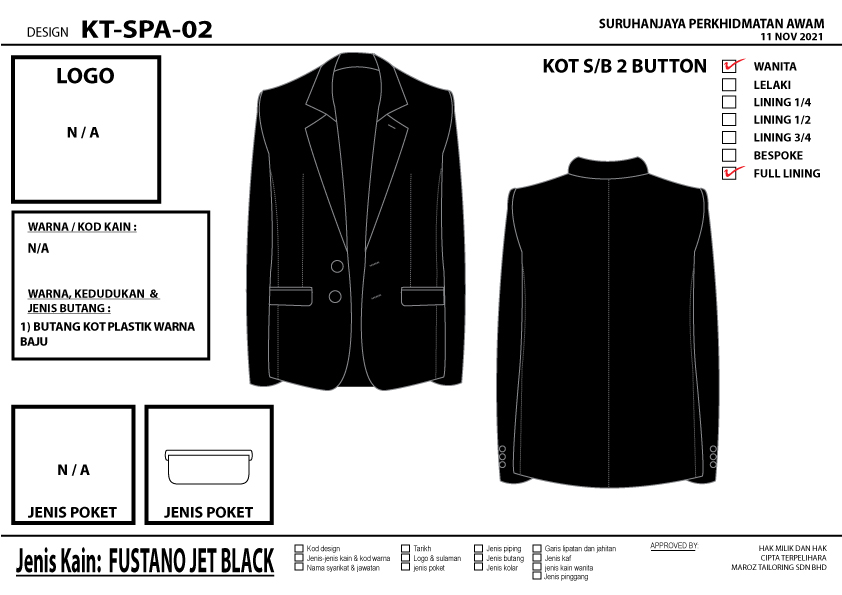 DESIGN KT-SPA-02
SURUHANJAYA PERKHIDMATAN AWAM
11 NOV 2021
LOGO
N / A
KOT S/B 2 BUTTON
WANITA
LELAKI
LINING 1/4
LINING 1/2
LINING 3/4
BESPOKE
FULL LINING
WARNA / KOD KAIN :
N/A
WARNA, KEDUDUKAN &
JENIS BUTANG :
1) BUTANG KOT PLASTIK WARNA
BAJU
N / A
JENIS POKET
JENIS POKET
Jenis Kain: FUSTANO JET BLACK
Kod design
Jenis-jenis kain & kod warna
Nama syarikat & jawatan
Tarikh
Logo & sulaman
jenis poket
Jenis piping
Jenis butang
Jenis kolar
Garis lipatan dan jahitan
Jenis kaf
jenis kain wanita
Jenis pinggang
APPROVED BY:
HAK MILIK DAN HAK
CIPTA TERPELIHARA
MAROZ TAILORING SDN BHD